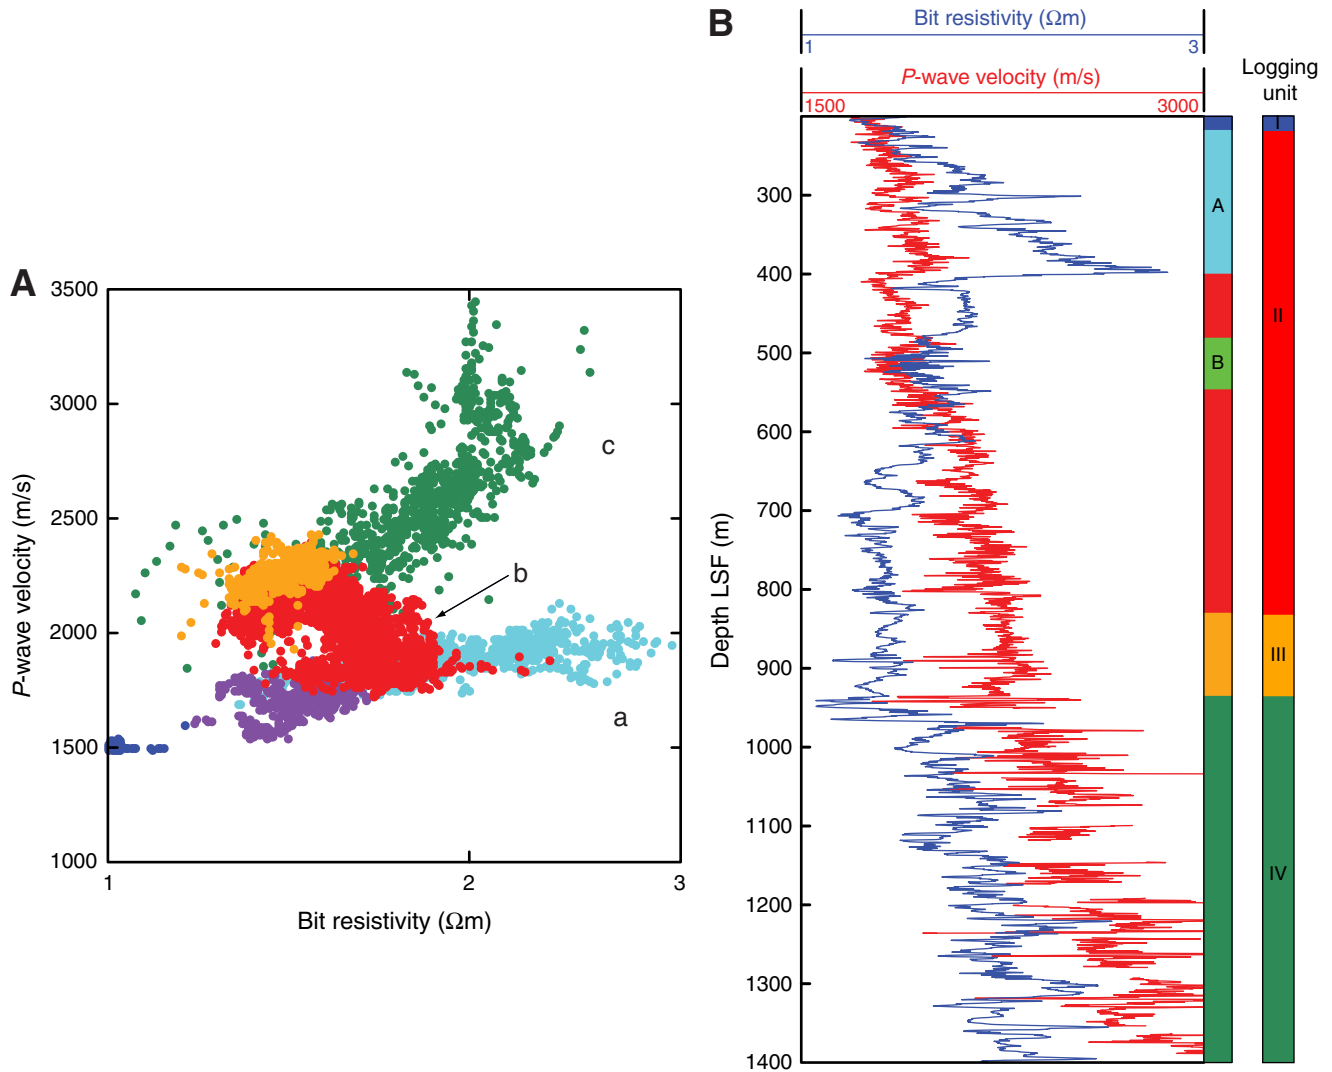 A
3500
3000
2500
2000
1500
1000
P-wave velocity (m/s)
1
2
3
Bit resistivity (Ωm)
a
b
c
B
Bit resistivity (Ωm)
1
3
P-wave velocity (m/s)
1500
3000
Logging
unit
Depth LSF (m)
300
400
500
600
700
800
900
1000
1100
1200
1300
1400
A
B
I
II
III
IV